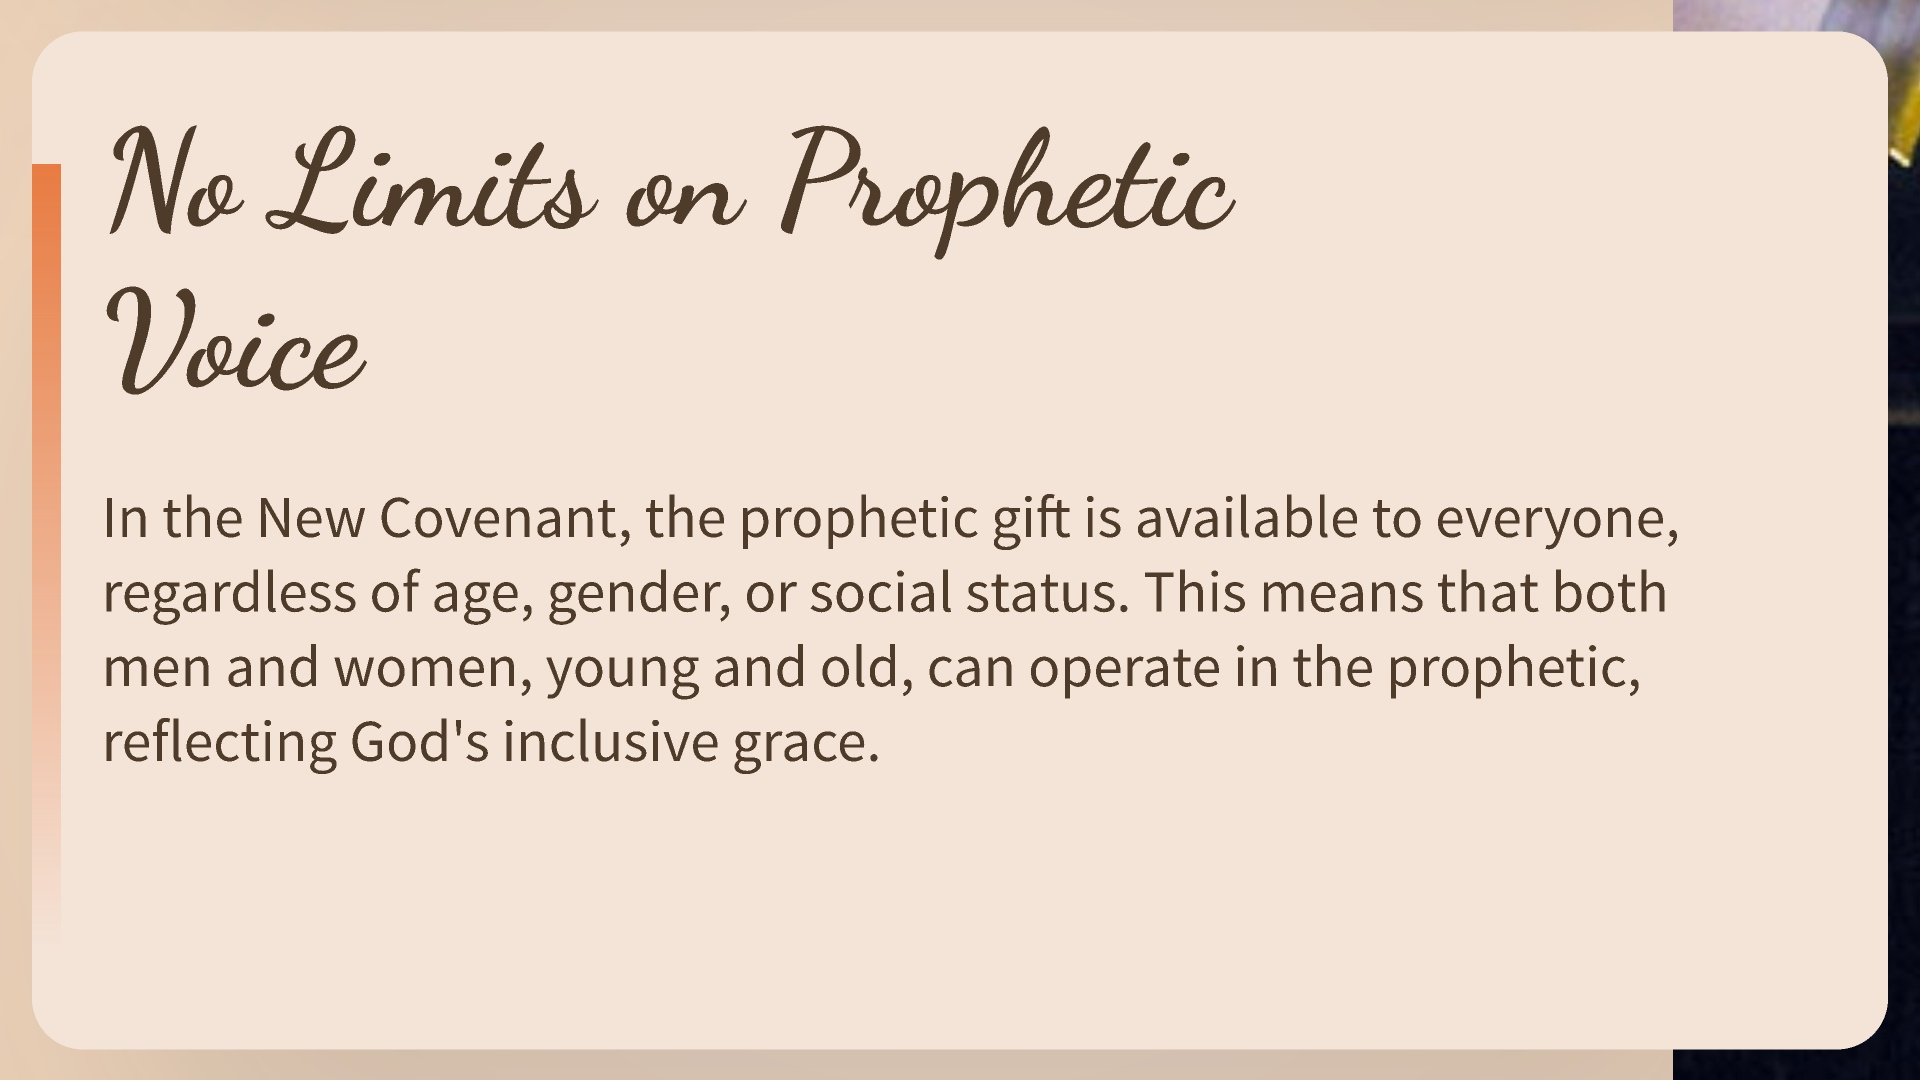 No Limits on Prophetic
Voice
In the New Covenant, the prophetic gift is available to everyone,
regardless of age, gender, or social status. This means that both
men and women, young and old, can operate in the prophetic,
reflecting God's inclusive grace.